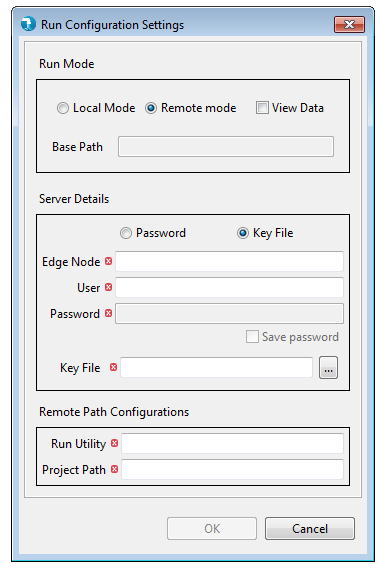 Run Configuration Settings
Run Mode
Local Mode Remote mode View Data
Base Path
Server Details
Password Key File
Edge Node
User
Password
Save password
Key File ...
Remote Path Configurations
Run Utility
Project Path
OK Cancel